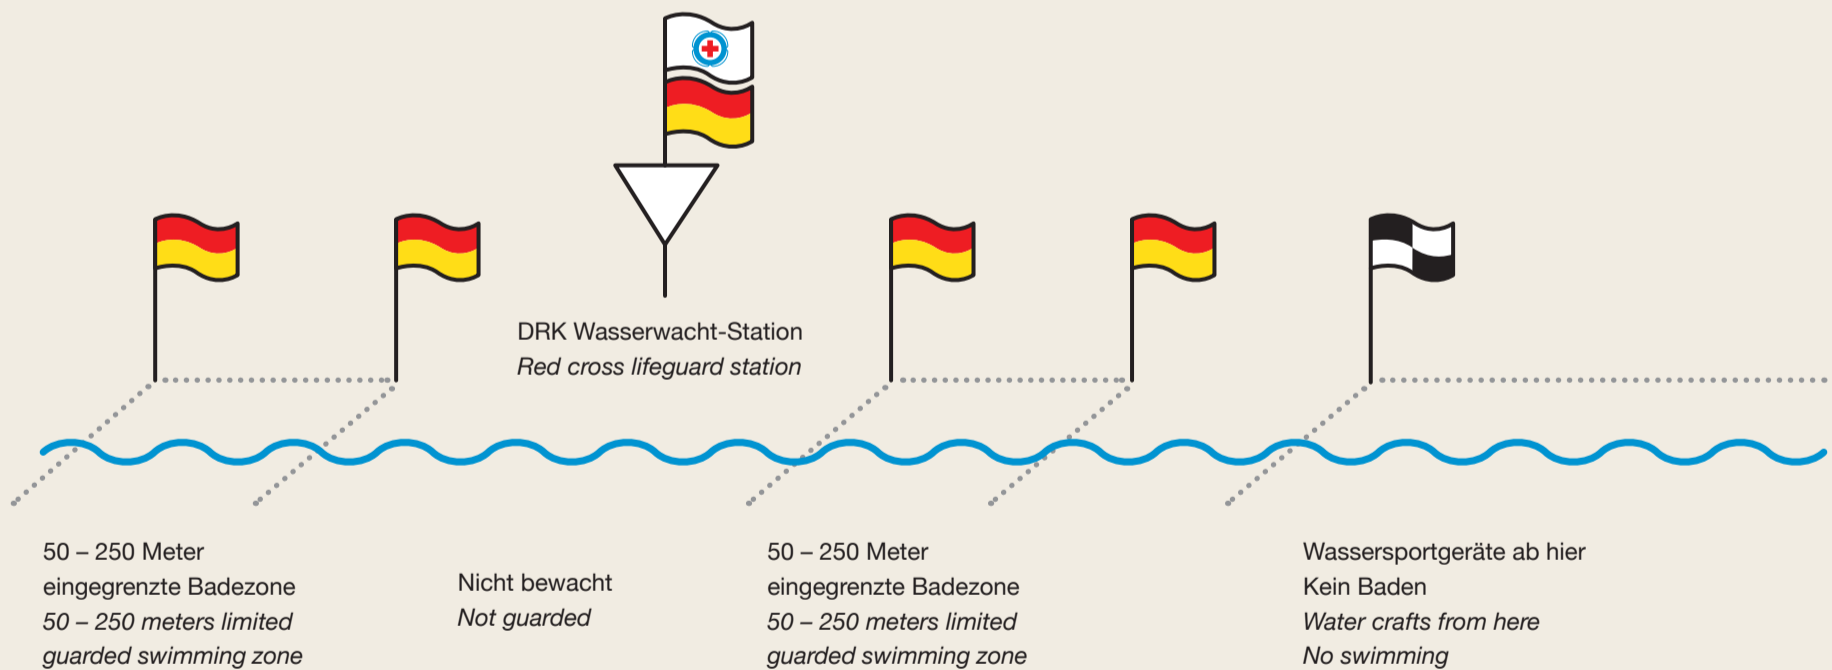 DRK Wasserwacht-Station
Red cross lifeguard station
50 – 250 Meter
eingegrenzte Badezone
50 – 250 meters limited
guarded swimming zone
Nicht bewacht
Not guarded
50 – 250 Meter
eingegrenzte Badezone
50 – 250 meters limited
guarded swimming zone
Wassersportgeräte ab hier
Kein Baden
Water crafts from here
No swimming